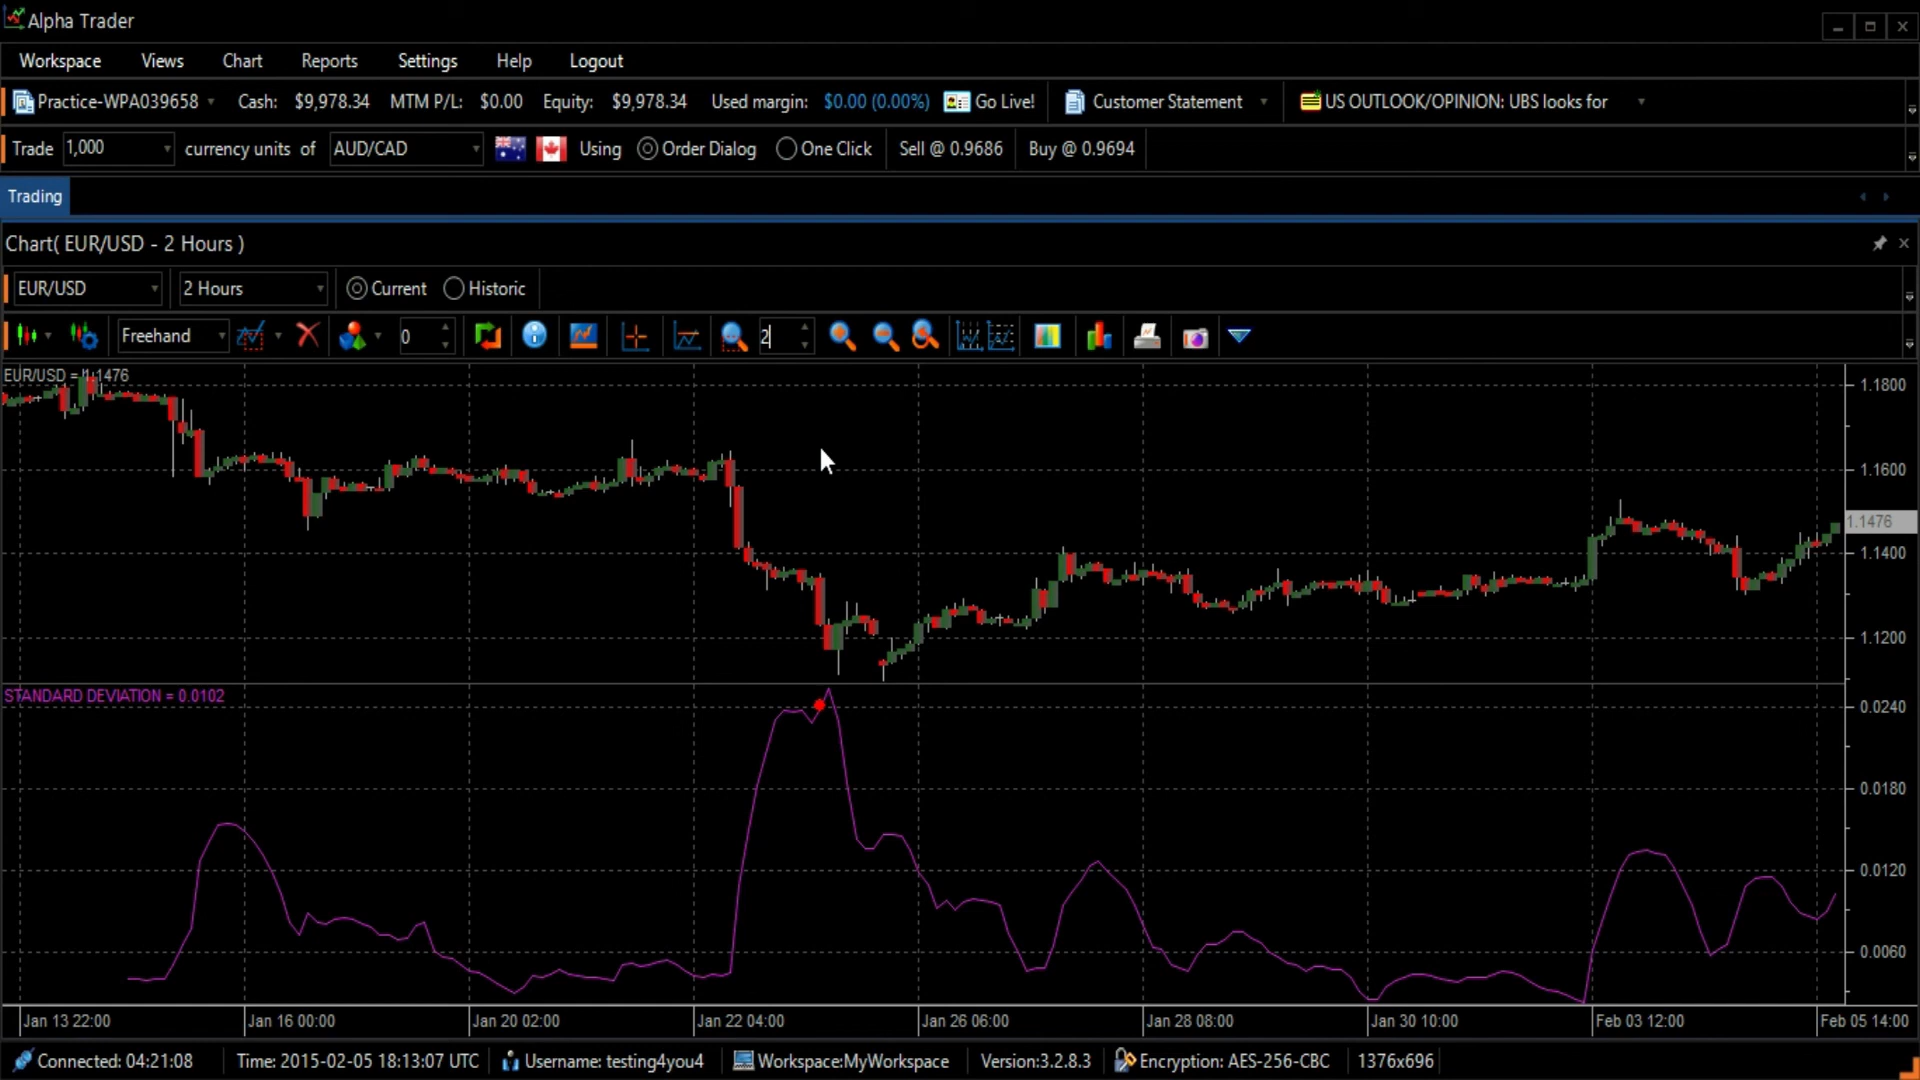 Alpha Trader
Workspace Views Chart Reports Settings Help Logout
Practice-WPA039658 Cash: $9,978.34 MTM P/L: $0.00 Equity: $9,978.34 Used margin: $0.00 (0.00%) Go Live! Customer Statement US OUTLOOK/OPINION: UBS looks for
Trade 1,000 currency units of AUD/CAD Using Order Dialog One Click Sell @ 0.9686 Buy @ 0.9694
Trading
Chart( EUR/USD - 2 Hours )
EUR/USD 2 Hours Current Historic
Freehand 0 2
EUR/USD = 1.1476
1.1800
1.1600
1.1476
1.1400
1.1200
STANDARD DEVIATION = 0.0102
0.0240
0.0180
0.0120
0.0060
Jan 13 22:00 Jan 16 00:00 Jan 20 02:00 Jan 22 04:00 Jan 26 06:00 Jan 28 08:00 Jan 30 10:00 Feb 03 12:00 Feb 05 14:00
Connected: 04:21:08 Time: 2015-02-05 18:13:07 UTC Username: testing4you4 Workspace:MyWorkspace Version:3.2.8.3 Encryption: AES-256-CBC 1376x696